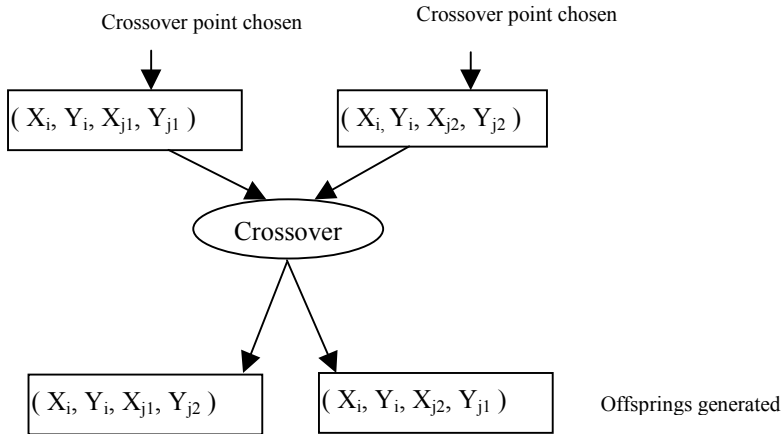 Crossover point chosen
Crossover point chosen
( Xᵢ, Yᵢ, Xⱼ₁, Yⱼ₁ )
( Xᵢ, Yᵢ, Xⱼ₂, Yⱼ₂ )
Crossover
( Xᵢ, Yᵢ, Xⱼ₁, Yⱼ₂ )
( Xᵢ, Yᵢ, Xⱼ₂, Yⱼ₁ )
Offsprings generated